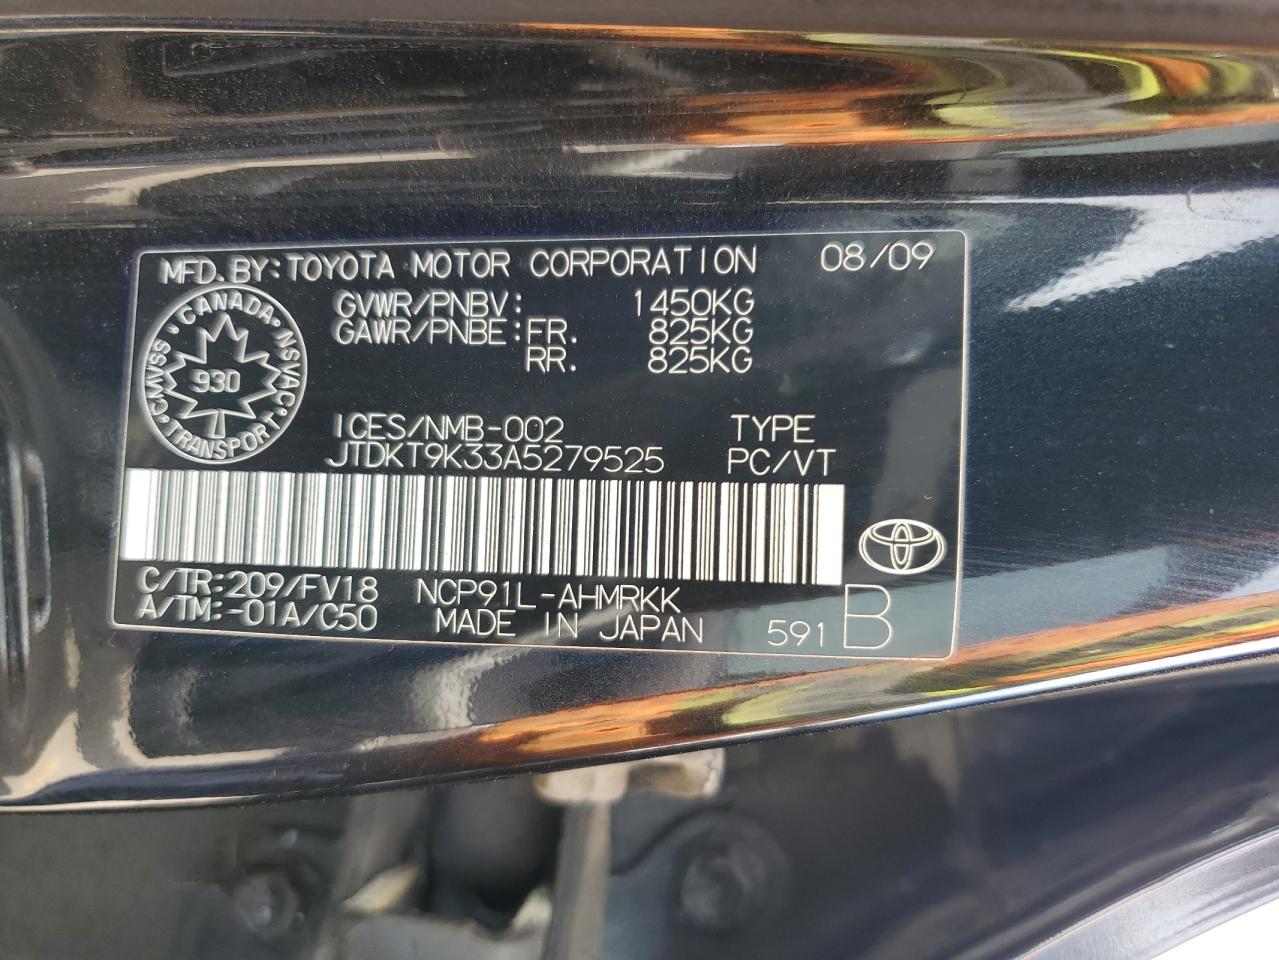 MFD. BY: TOYOTA MOTOR CORPORATION 08/09
GVWR/PNBV: 1450KG
GAWR/PNBE: FR. 825KG
RR. 825KG
CANADA
CMVSS · NSVAC
930
TRANSPORT
ICES/NMB-002 TYPE
JTDKT9K33A5279525 PC/VT
C/TR: 209/FV18 NCP91L-AHMRKK
A/TM: -01A/C50 MADE IN JAPAN 591 B